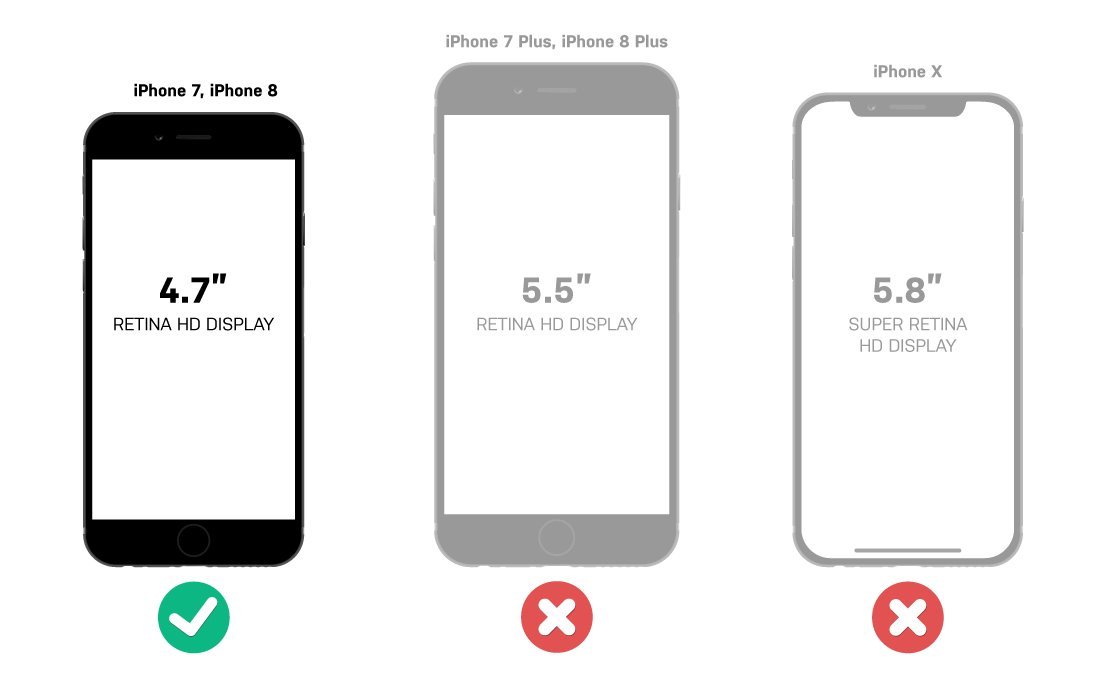 iPhone 7, iPhone 8
4.7"
RETINA HD DISPLAY
iPhone 7 Plus, iPhone 8 Plus
5.5"
RETINA HD DISPLAY
iPhone X
5.8"
SUPER RETINA
HD DISPLAY